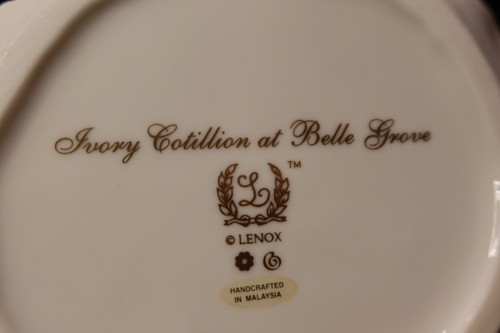 Ivory Cotillion at Belle Grove
L ™
© LENOX
HANDCRAFTED
IN MALAYSIA